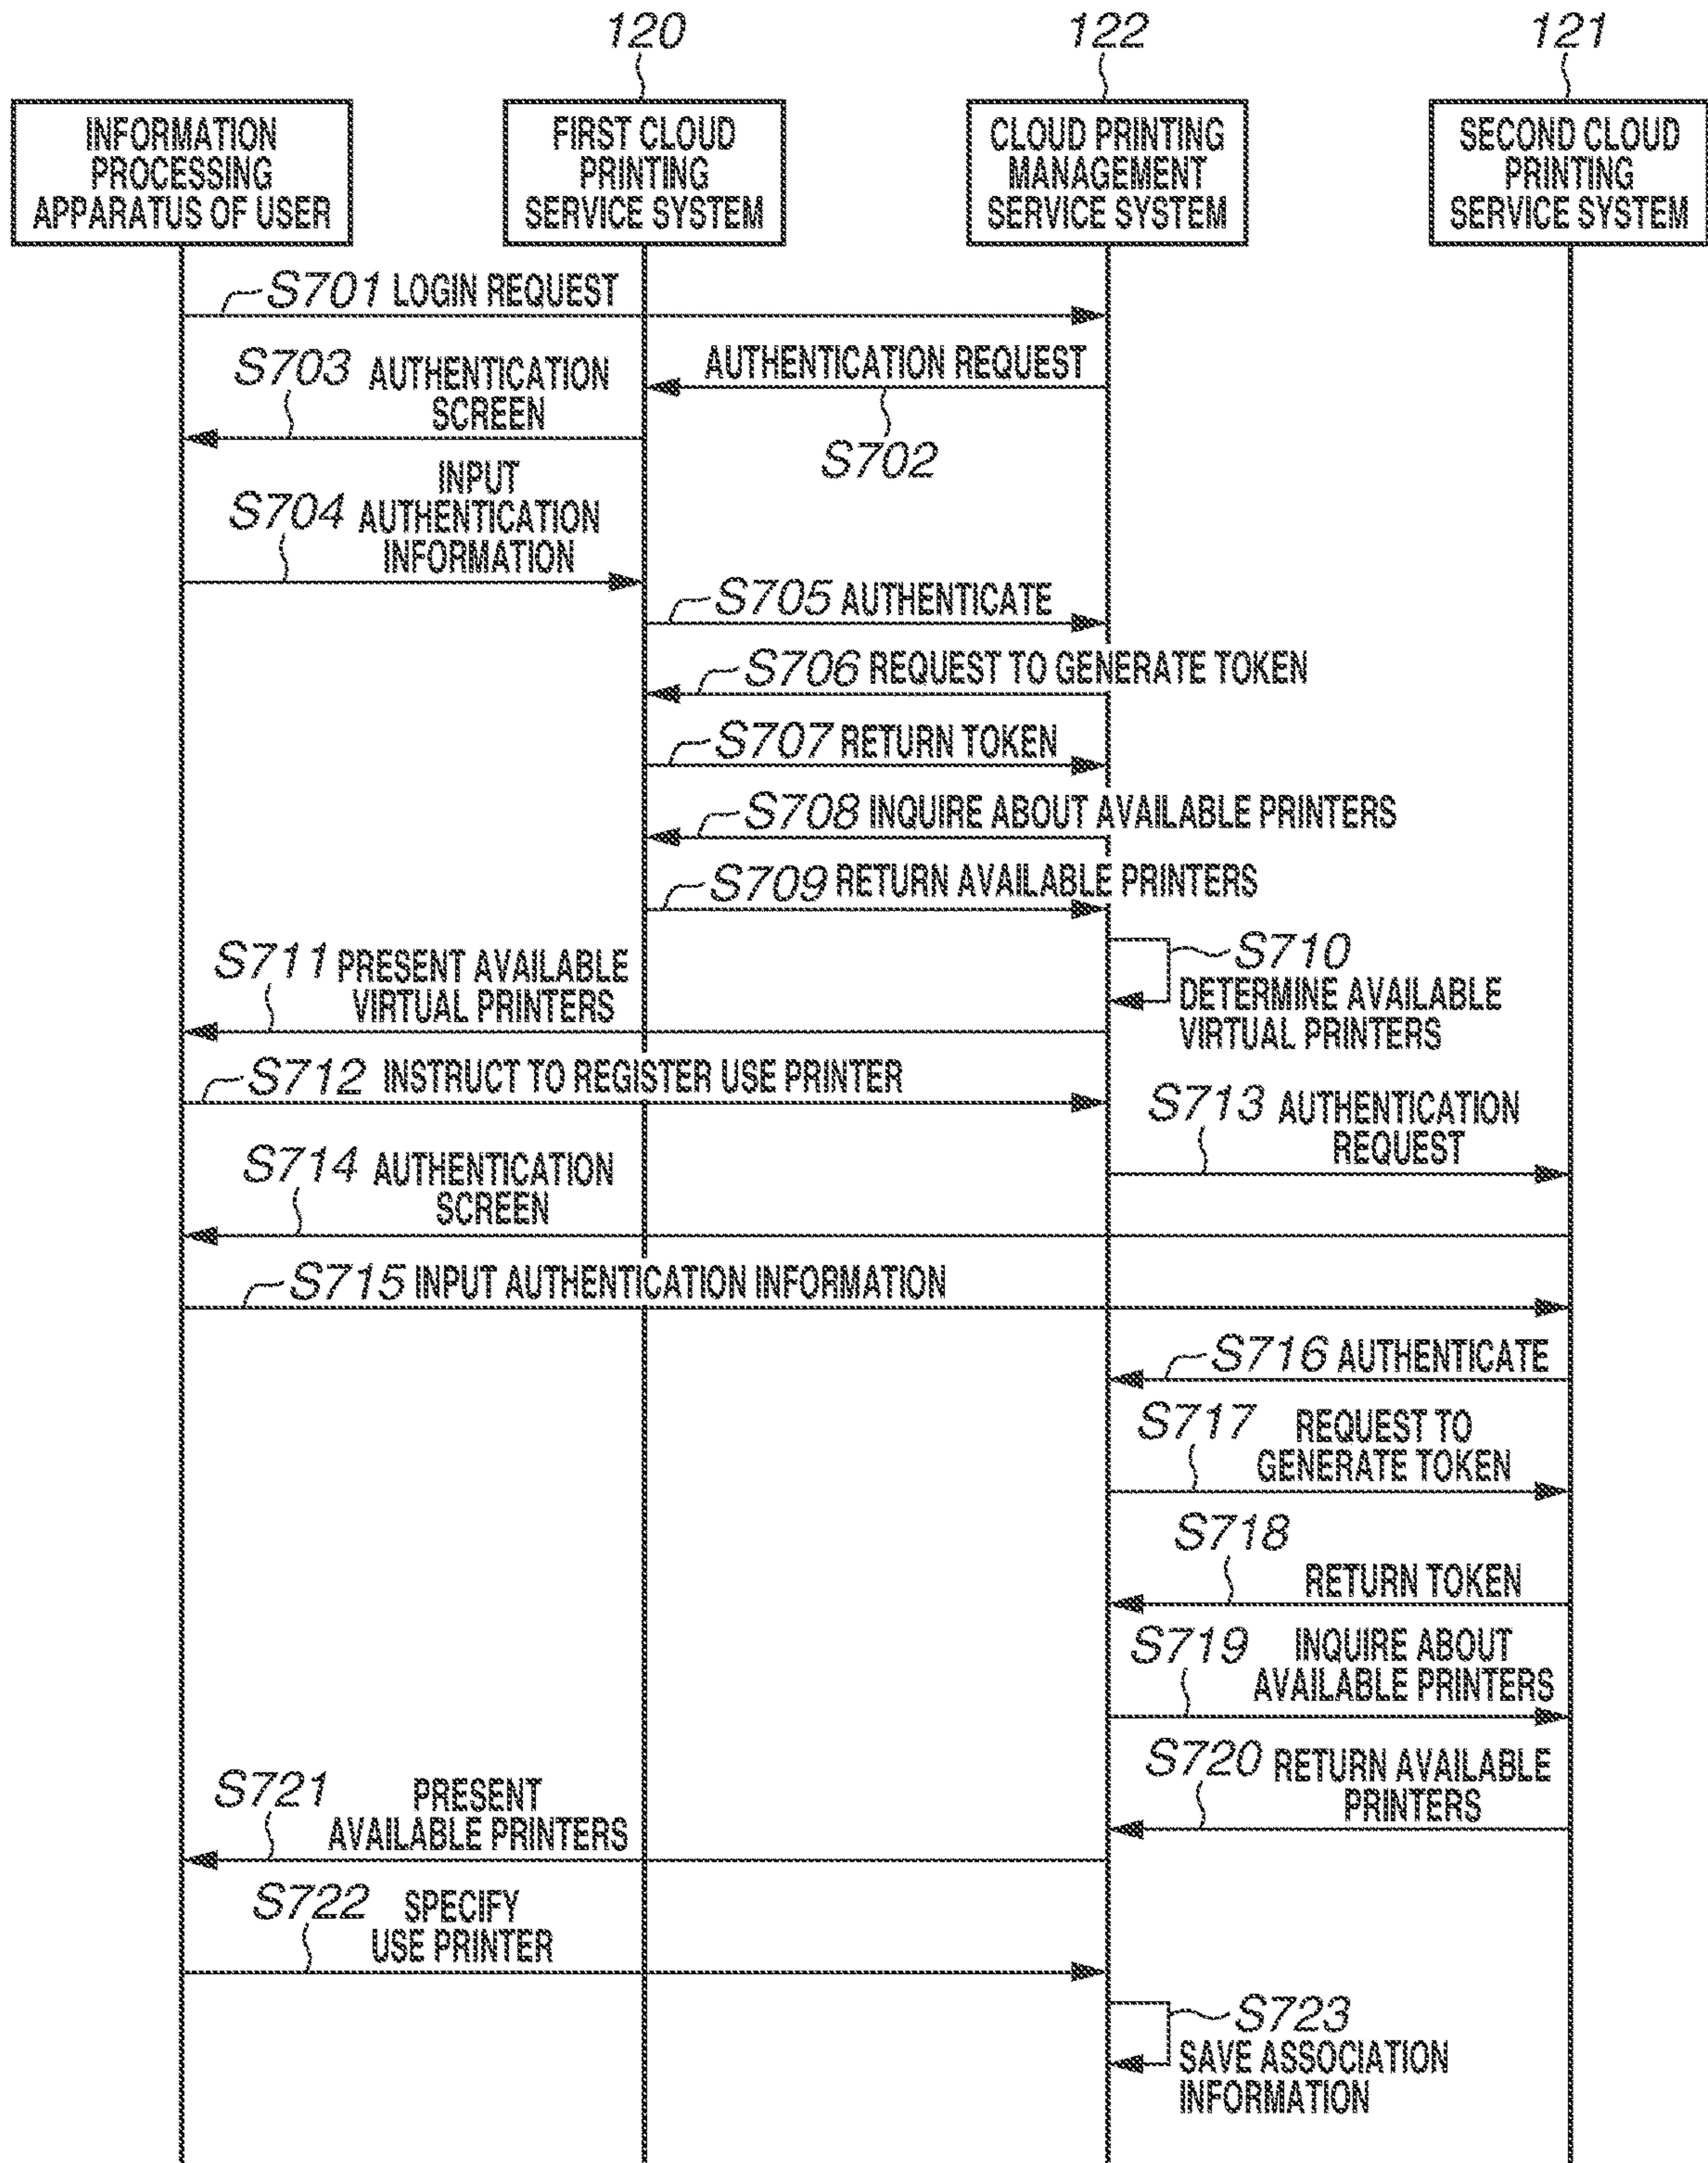 120
122
121
INFORMATION
PROCESSING
APPARATUS OF USER
FIRST CLOUD
PRINTING
SERVICE SYSTEM
CLOUD PRINTING
MANAGEMENT
SERVICE SYSTEM
SECOND CLOUD
PRINTING
SERVICE SYSTEM
S701 LOGIN REQUEST
AUTHENTICATION REQUEST
S702
S703 AUTHENTICATION
SCREEN
INPUT
S704 AUTHENTICATION
INFORMATION
S705 AUTHENTICATE
S706 REQUEST TO GENERATE TOKEN
S707 RETURN TOKEN
S708 INQUIRE ABOUT AVAILABLE PRINTERS
S709 RETURN AVAILABLE PRINTERS
S710
DETERMINE AVAILABLE
VIRTUAL PRINTERS
S711 PRESENT AVAILABLE
VIRTUAL PRINTERS
S712 INSTRUCT TO REGISTER USE PRINTER
S713 AUTHENTICATION
REQUEST
S714 AUTHENTICATION
SCREEN
S715 INPUT AUTHENTICATION INFORMATION
S716 AUTHENTICATE
S717 REQUEST TO
GENERATE TOKEN
S718
RETURN TOKEN
S719 INQUIRE ABOUT
AVAILABLE PRINTERS
S720 RETURN AVAILABLE
PRINTERS
S721 PRESENT
AVAILABLE PRINTERS
S722 SPECIFY
USE PRINTER
S723
SAVE ASSOCIATION
INFORMATION